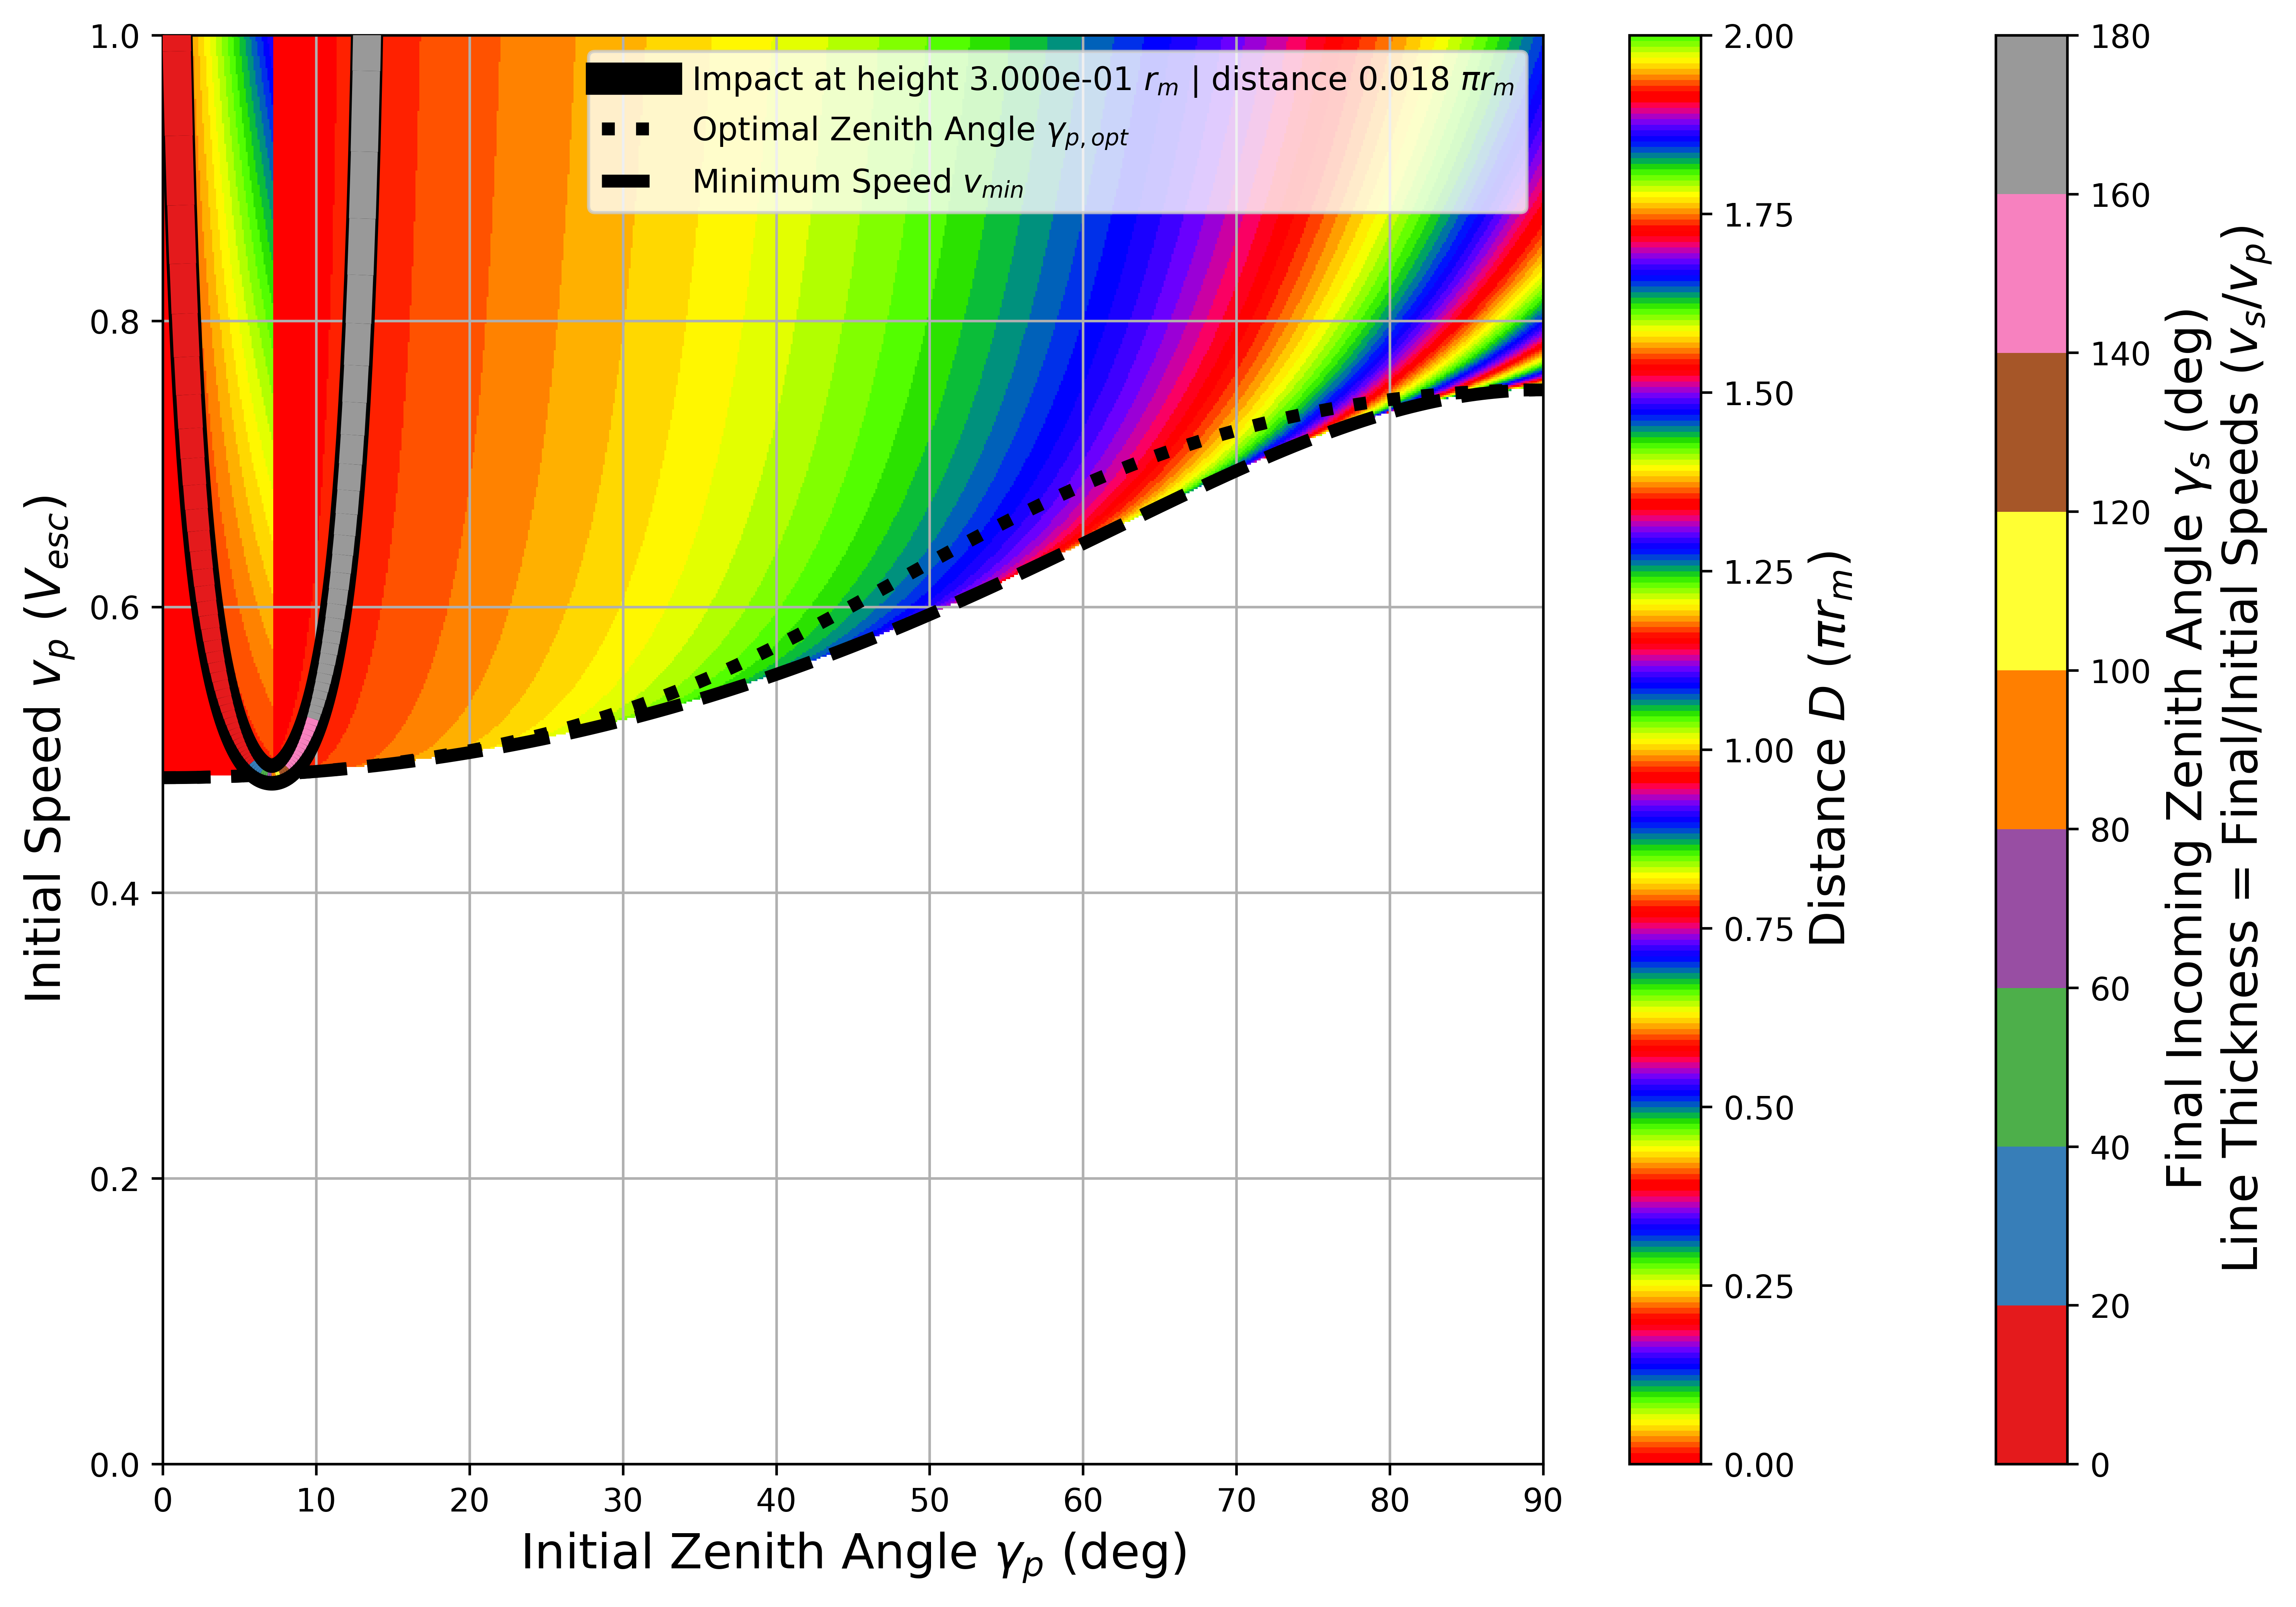 1.0
0.8
0.6
0.4
0.2
0.0
Initial Speed v_p (V_esc)
0 10 20 30 40 50 60 70 80 90
Initial Zenith Angle γ_p (deg)
Impact at height 3.000e-01 r_m | distance 0.018 πr_m
Optimal Zenith Angle γ_p,opt
Minimum Speed v_min
2.00
1.75
1.50
1.25
1.00
0.75
0.50
0.25
0.00
Distance D (πr_m)
180
160
140
120
100
80
60
40
20
0
Final Incoming Zenith Angle γ_s (deg)
Line Thickness = Final/Initial Speeds (v_s/v_p)